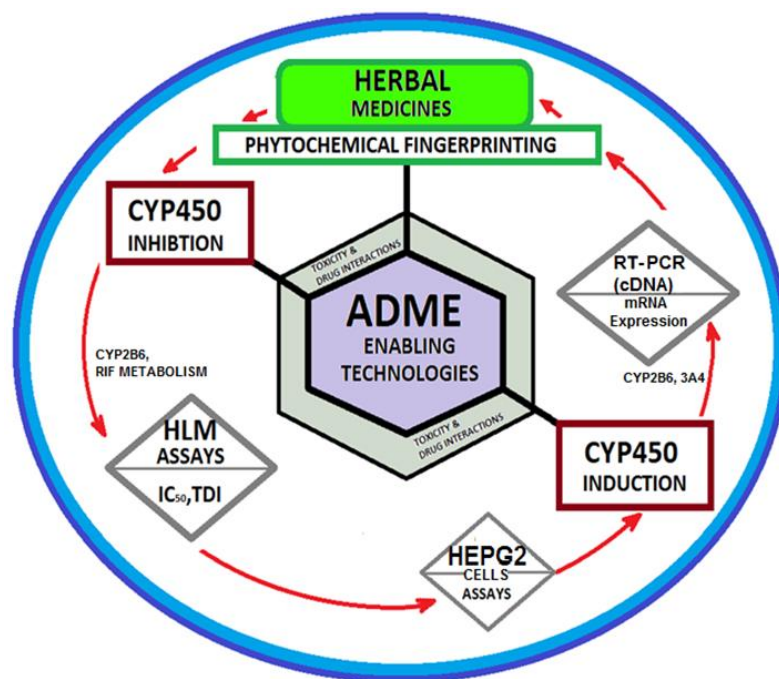 HERBAL
MEDICINES
PHYTOCHEMICAL FINGERPRINTING
CYP450
INHIBTION
TOXICITY &
DRUG INTERACTIONS
RT-PCR
(cDNA)
mRNA
Expression
ADME
ENABLING
TECHNOLOGIES
CYP2B6,
RIF METABOLISM
CYP2B6, 3A4
HLM
ASSAYS
IC₅₀,TDI
TOXICITY &
DRUG INTERACTIONS
CYP450
INDUCTION
HEPG2
CELLS
ASSAYS